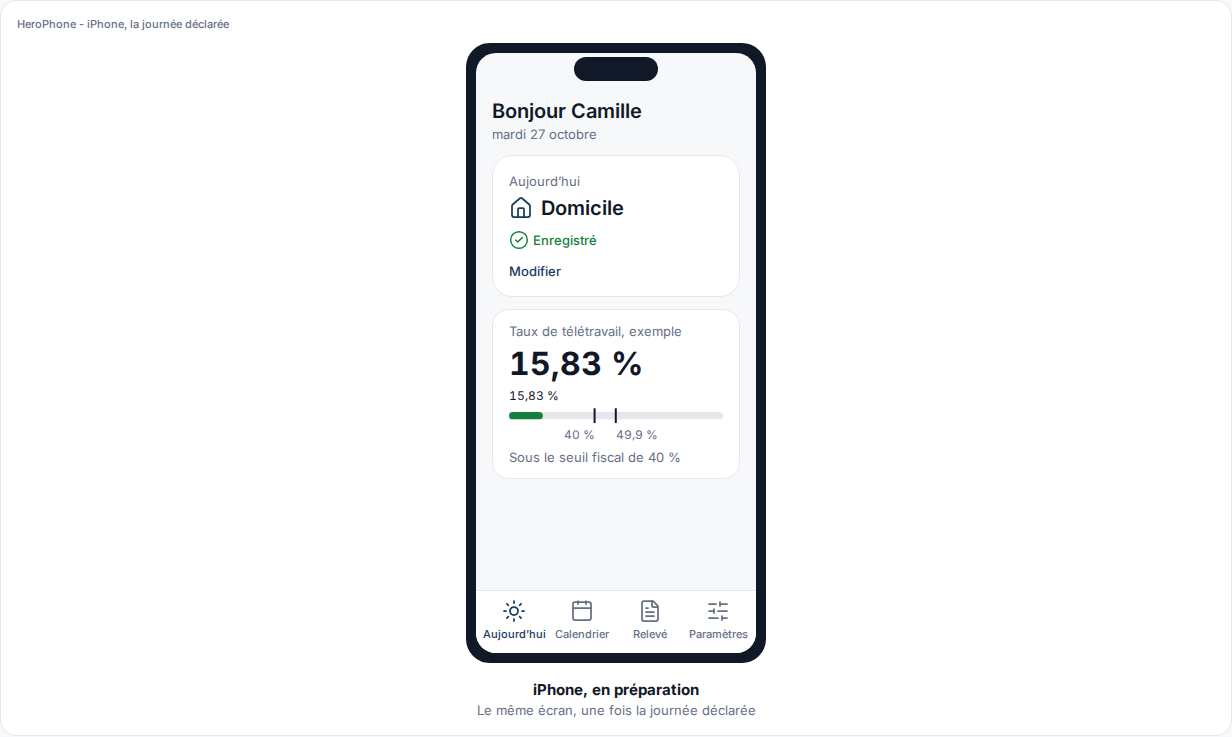 HeroPhone - iPhone, la journée déclarée
Bonjour Camille
mardi 27 octobre
Aujourd’hui
Domicile
Enregistré
Modifier
Taux de télétravail, exemple
15,83 %
15,83 %
40 % 49,9 %
Sous le seuil fiscal de 40 %
Aujourd’hui Calendrier Relevé Paramètres
iPhone, en préparation
Le même écran, une fois la journée déclarée